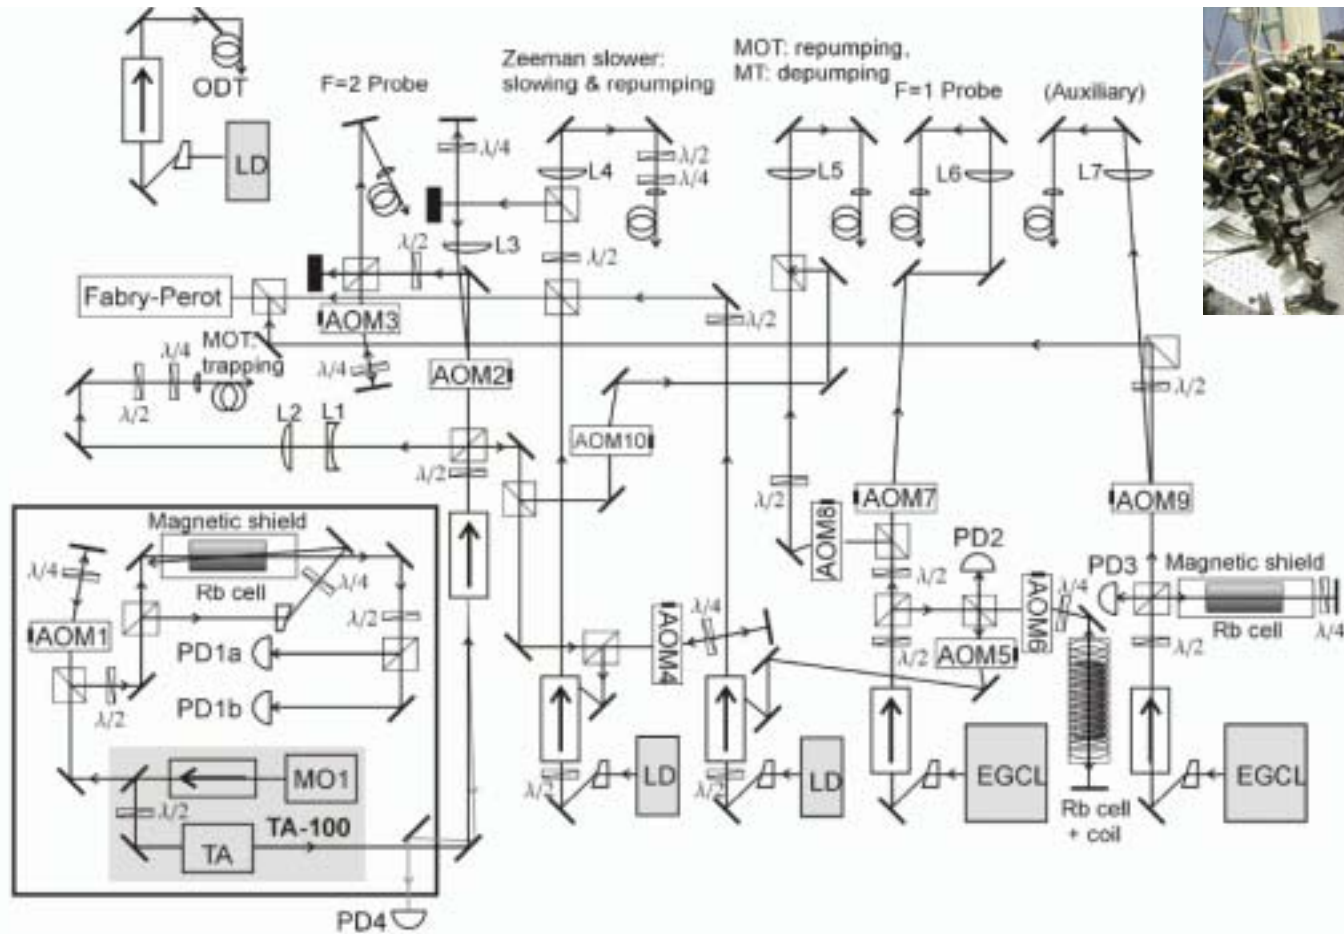 ODT
LD
F=2 Probe
Zeeman slower:
slowing & repumping
MOT: repumping,
MT: depumping
F=1 Probe
(Auxiliary)
λ/4
L4
λ/2
λ/4
L5
L6
L7
λ/2
L3
λ/2
Fabry-Perot
AOM3
λ/2
MOT:
trapping
λ/4
λ/4
AOM2
λ/2
λ/2
L2
L1
AOM10
λ/2
λ/2
AOM7
AOM9
Magnetic shield
Rb cell
λ/4
λ/4
AOM1
λ/2
PD1a
PD1b
λ/2
AOM8
PD2
λ/2
AOM6
λ/4
PD3
Magnetic shield
Rb cell
λ/4
AOM4
λ/4
λ/2
AOM5
λ/2
MO1
λ/2
TA-100
TA
λ/2
LD
λ/2
LD
EGCL
Rb cell
+ coil
EGCL
PD4